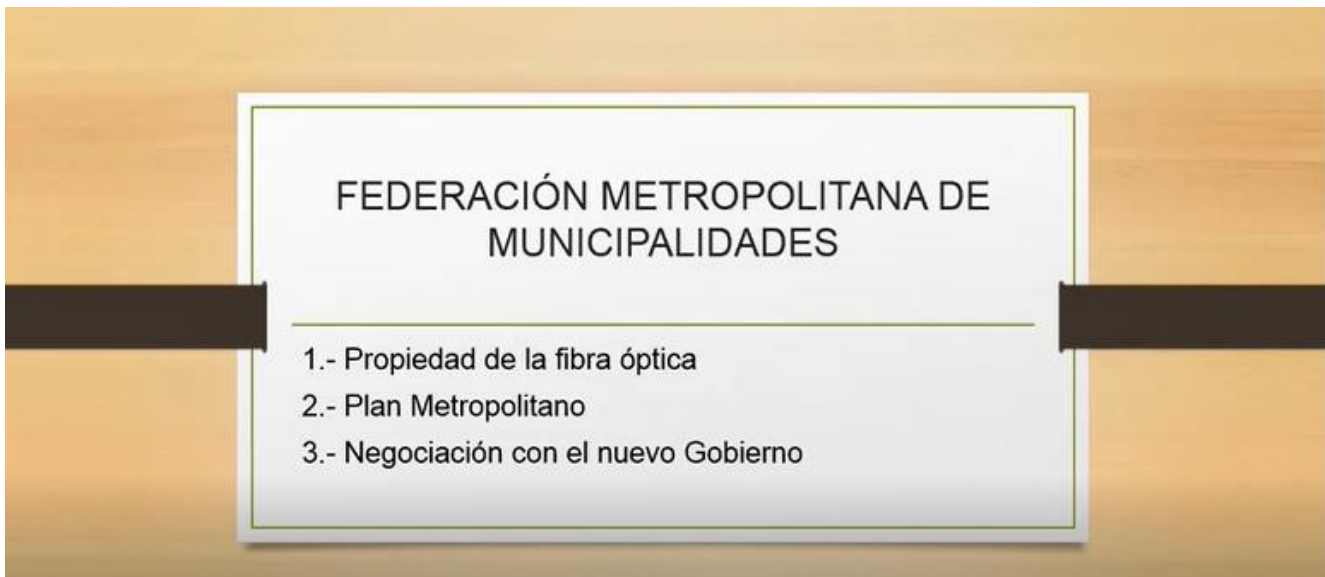 FEDERACIÓN METROPOLITANA DE
MUNICIPALIDADES
1.- Propiedad de la fibra óptica
2.- Plan Metropolitano
3.- Negociación con el nuevo Gobierno